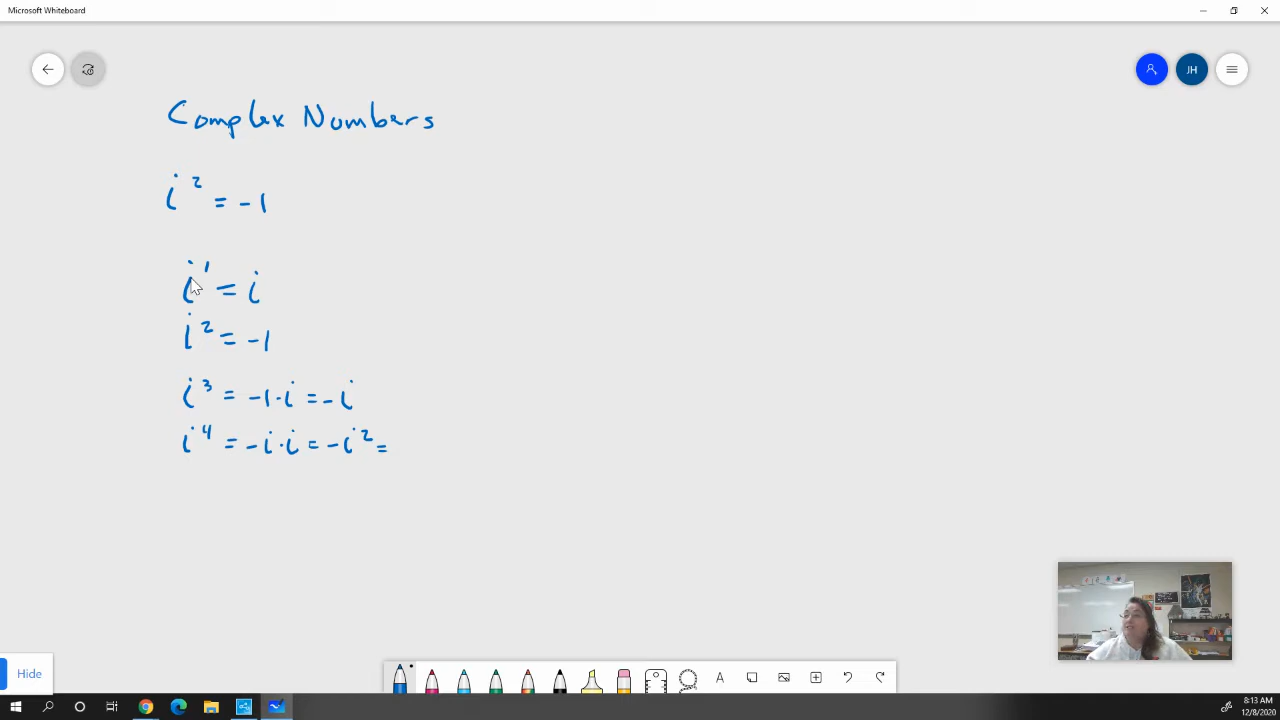 Microsoft Whiteboard
JH
Complex Numbers
i² = -1
i¹ = i
i² = -1
i³ = -1·i = -i
i⁴ = -i·i = -i² =
Hide
A
8:13 AM
12/8/2020